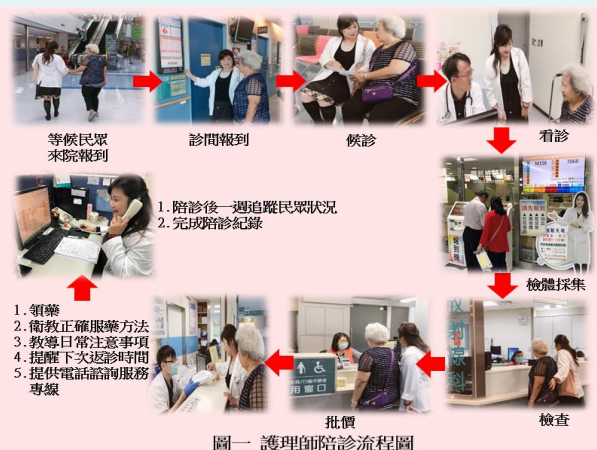 等候民眾
來院報到
診間報到
候診
看診
檢體採集
檢查
批價
1.領藥
2.衛教正確服藥方法
3.教導日常注意事項
4.提醒下次返診時間
5.提供電話諮詢服務
專線
1.陪診後一週追蹤民眾狀況
2.完成陪診紀錄
圖一 護理師陪診流程圖